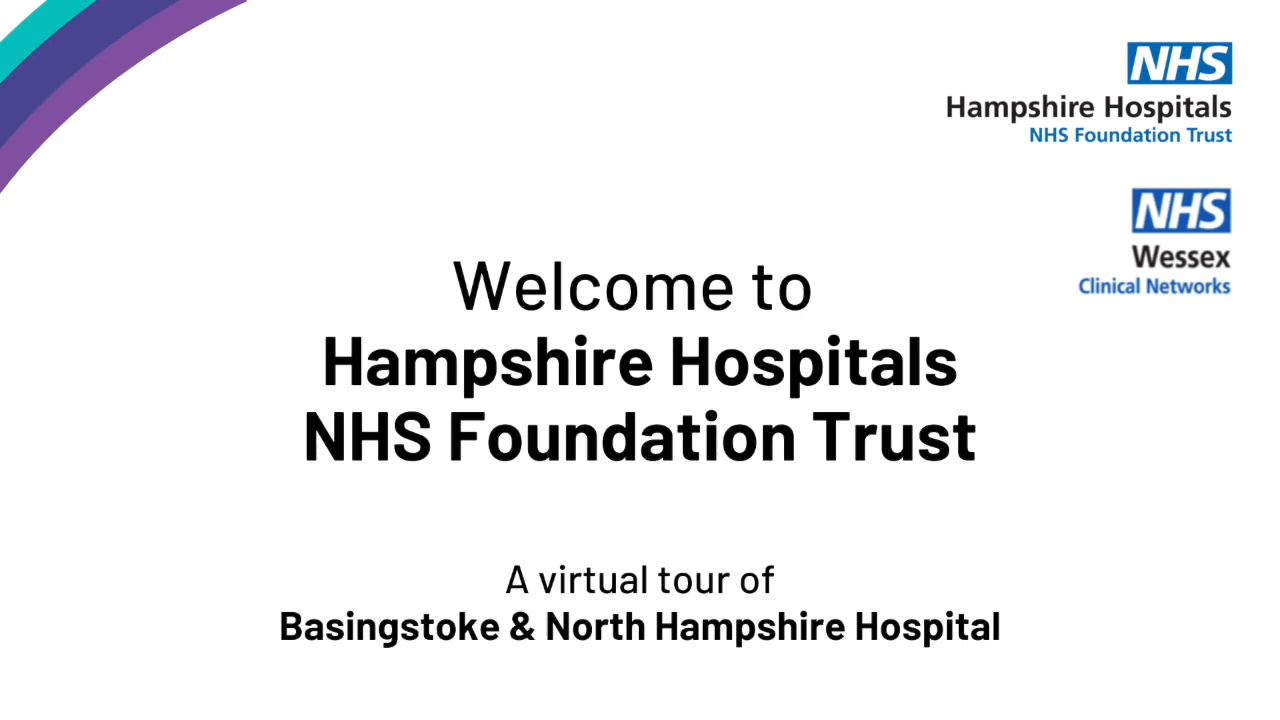 NHS
Hampshire Hospitals
NHS Foundation Trust
NHS
Wessex
Clinical Networks
Welcome to
Hampshire Hospitals
NHS Foundation Trust
A virtual tour of
Basingstoke & North Hampshire Hospital